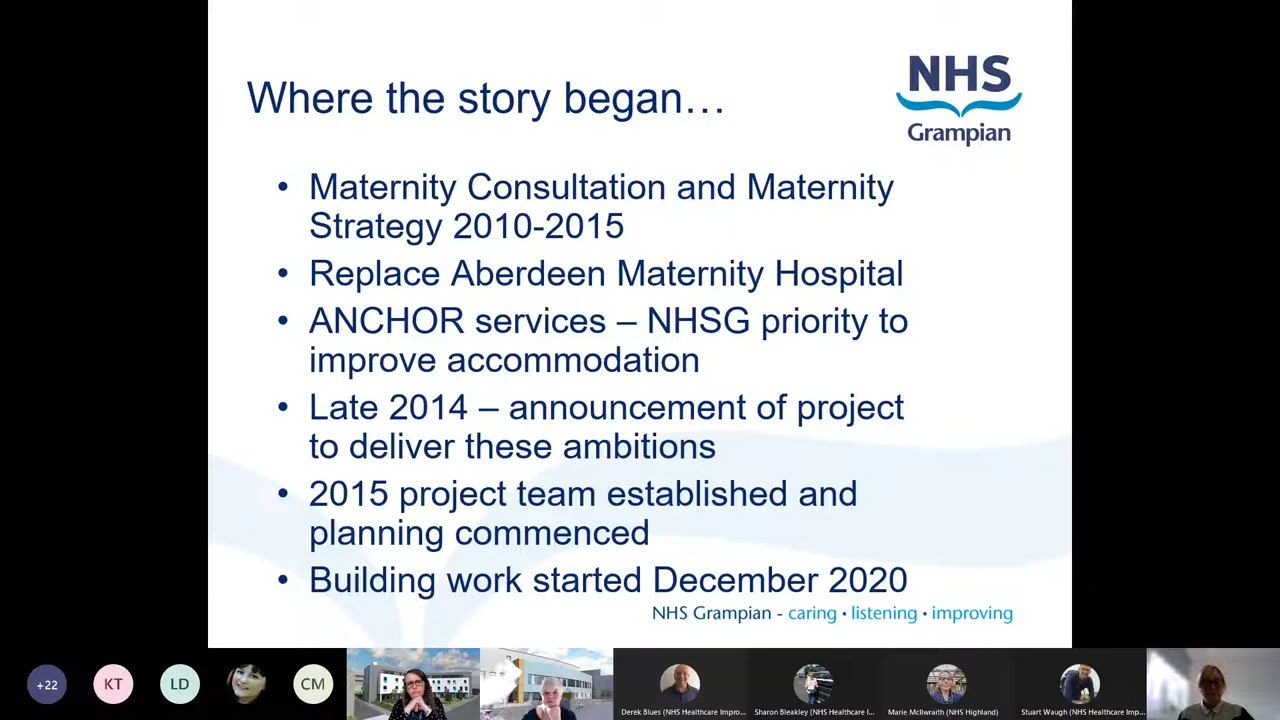 Where the story began...
NHS
Grampian
• Maternity Consultation and Maternity
Strategy 2010-2015
• Replace Aberdeen Maternity Hospital
• ANCHOR services – NHSG priority to
improve accommodation
• Late 2014 – announcement of project
to deliver these ambitions
• 2015 project team established and
planning commenced
• Building work started December 2020
NHS Grampian - caring • listening • improving
+22
KT
LD
CM
Derek Blues (NHS Healthcare Impro...
Sharon Bleakley (NHS Healthcare I...
Marie McIlwraith (NHS Highland)
Stuart Waugh (NHS Healthcare Imp...